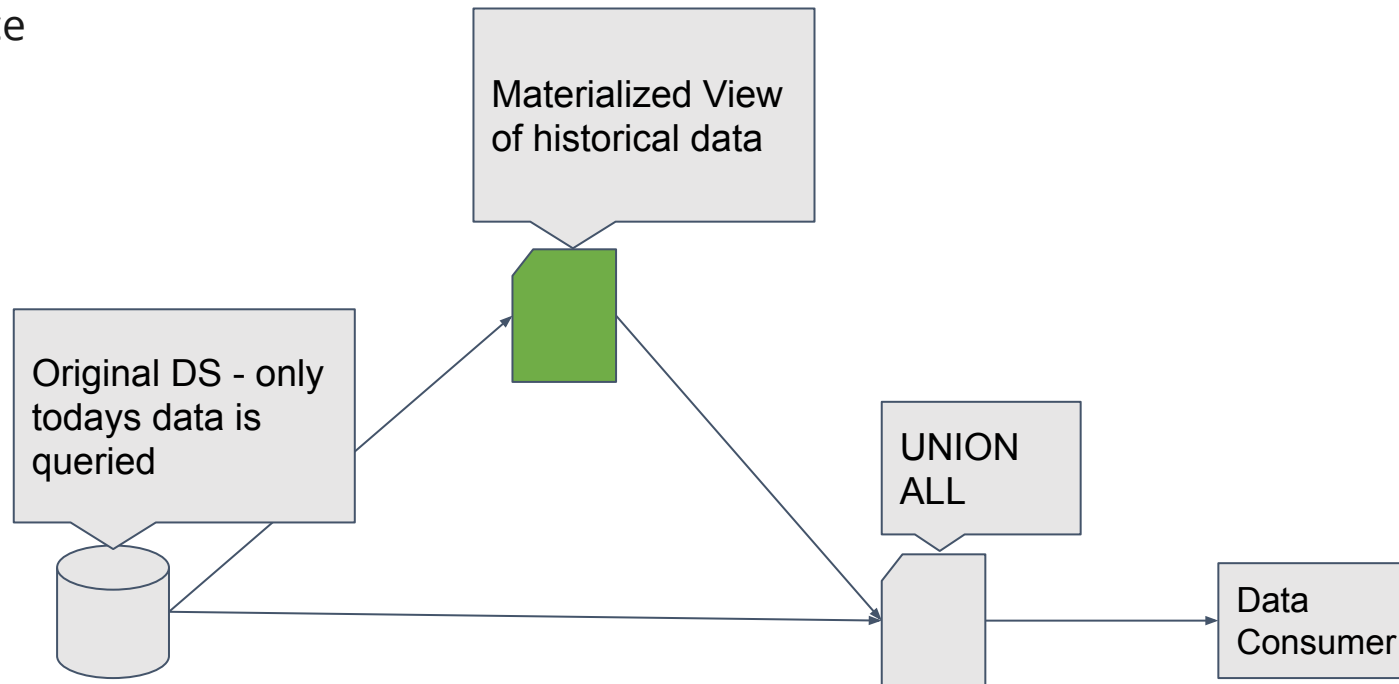 Materialized View
of historical data
Original DS - only
todays data is
queried
UNION
ALL
Data
Consumer